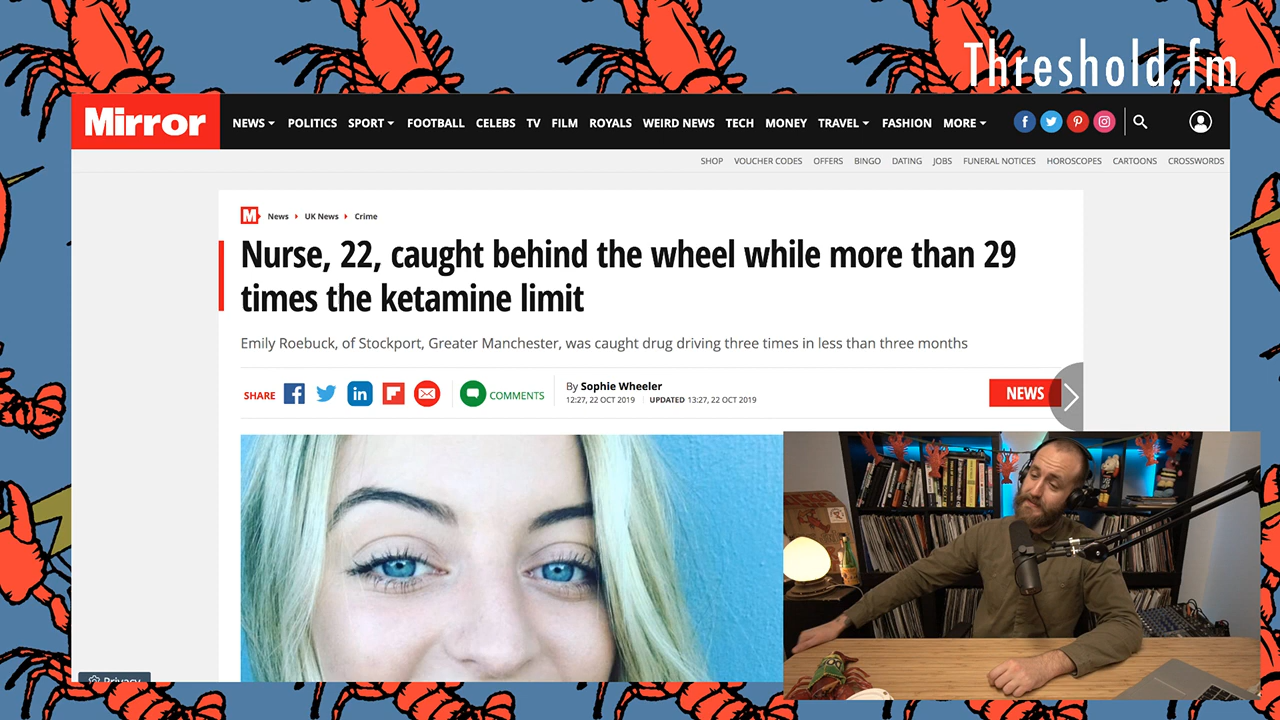 Threshold.fm
Mirror
NEWS POLITICS SPORT FOOTBALL CELEBS TV FILM ROYALS WEIRD NEWS TECH MONEY TRAVEL FASHION MORE
SHOP VOUCHER CODES OFFERS BINGO DATING JOBS FUNERAL NOTICES HOROSCOPES CARTOONS CROSSWORDS
M News UK News Crime
Nurse, 22, caught behind the wheel while more than 29
times the ketamine limit
Emily Roebuck, of Stockport, Greater Manchester, was caught drug driving three times in less than three months
SHARE COMMENTS
By Sophie Wheeler
12:27, 22 OCT 2019 UPDATED 13:27, 22 OCT 2019
NEWS
Privacy